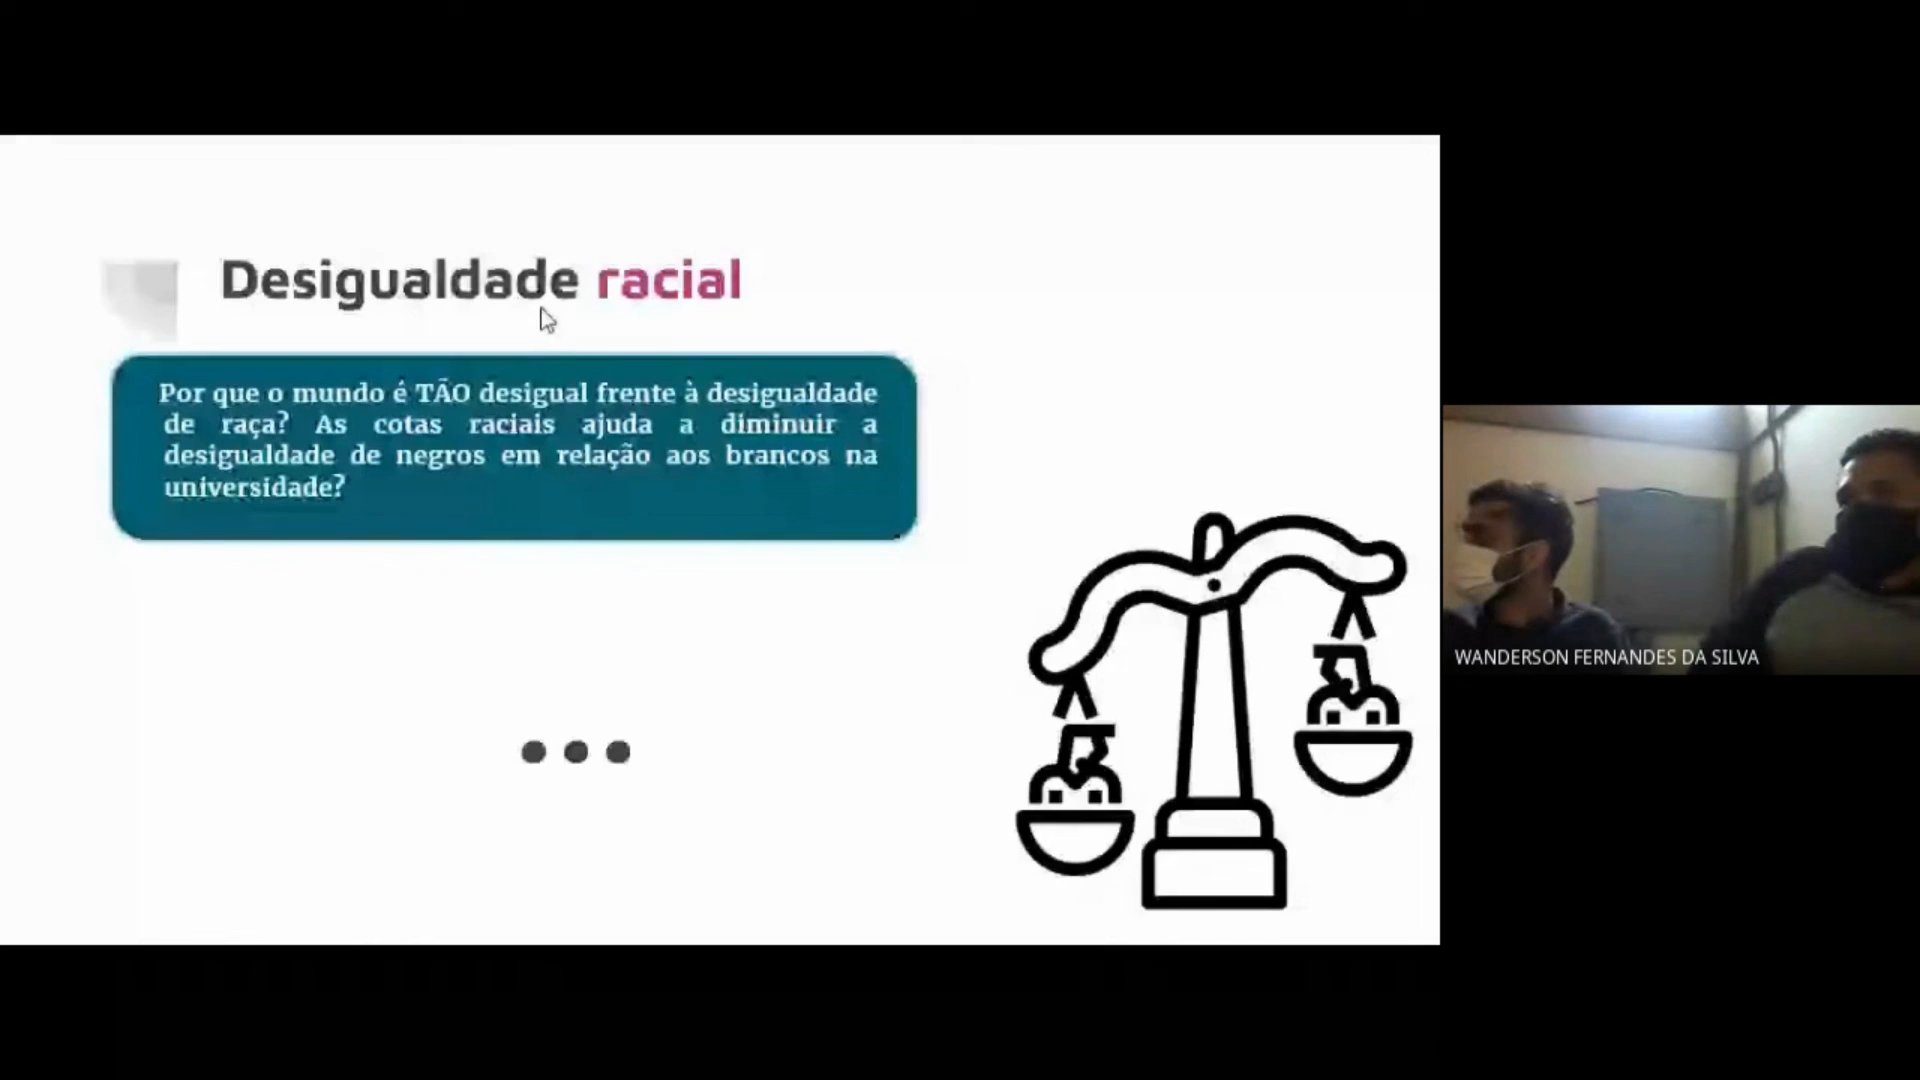 Desigualdade racial
Por que o mundo é TÃO desigual frente à desigualdade
de raça? As cotas raciais ajuda a diminuir a
desigualdade de negros em relação aos brancos na
universidade?
WANDERSON FERNANDES DA SILVA